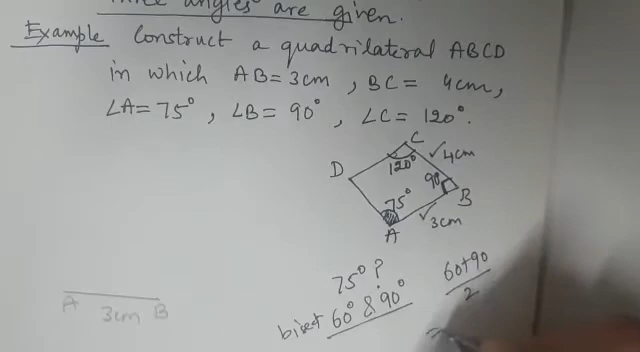 Three angles are given.
Example Construct a quadrilateral ABCD
in which AB = 3cm , BC = 4cm,
∠A = 75° , ∠B = 90° , ∠C = 120°.
C
4cm
D
120°
90
B
75°
3cm
A
75° ?
60+90
2
bisect 60° & 90°
A 3cm B